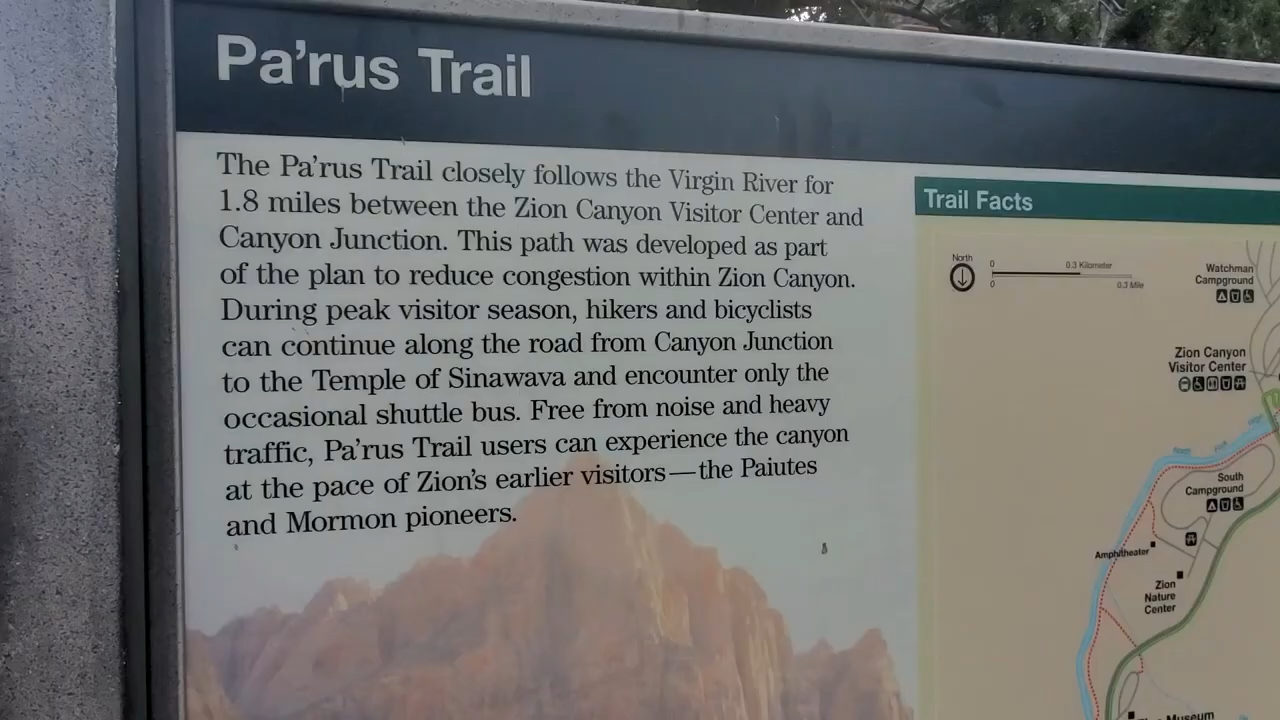 Pa'rus Trail
The Pa'rus Trail closely follows the Virgin River for
1.8 miles between the Zion Canyon Visitor Center and
Canyon Junction. This path was developed as part
of the plan to reduce congestion within Zion Canyon.
During peak visitor season, hikers and bicyclists
can continue along the road from Canyon Junction
to the Temple of Sinawava and encounter only the
occasional shuttle bus. Free from noise and heavy
traffic, Pa'rus Trail users can experience the canyon
at the pace of Zion's earlier visitors—the Paiutes
and Mormon pioneers.
Trail Facts
North
0 0.3 Kilometer
0 0.3 Mile
Watchman
Campground
Zion Canyon
Visitor Center
South
Campground
Amphitheater
Zion
Nature
Center
Museum